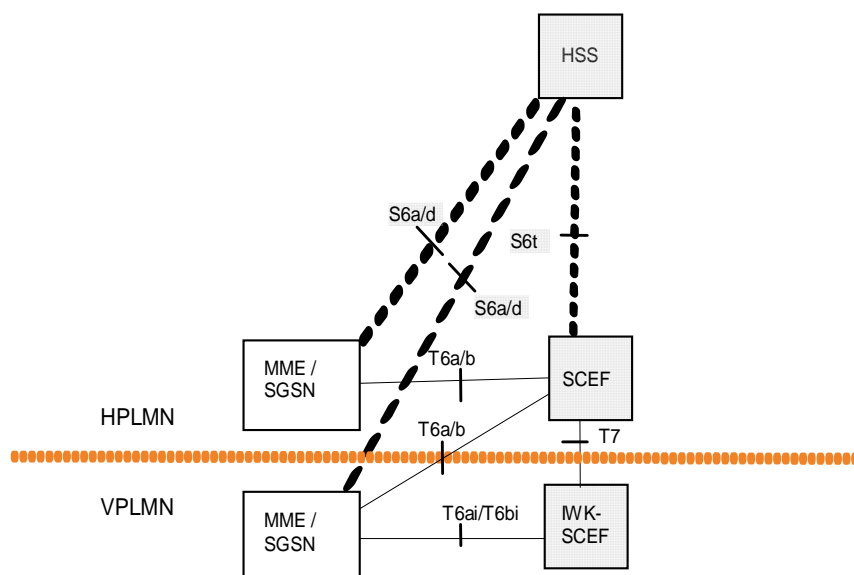 HSS
S6a/d
S6t
S6a/d
MME /
SGSN
T6a/b
SCEF
HPLMN
T6a/b
T7
VPLMN
MME /
SGSN
T6ai/T6bi
IWK-
SCEF